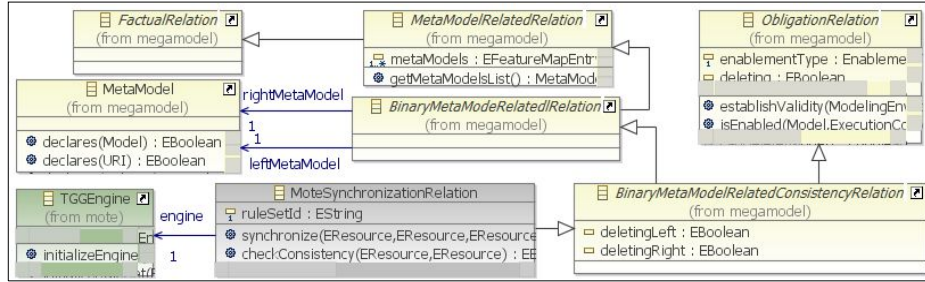 FactualRelation
(from megamodel)
MetaModelRelatedRelation
(from megamodel)
metaModels : EFeatureMapEntr
getMetaModelsList() : MetaMode
ObligationRelation
(from megamodel)
enablementType : Enableme
deleting : EBoolean
establishValidity(ModelingEnv
isEnabled(Model.ExecutionCo
MetaModel
(from megamodel)
declares(Model) : EBoolean
declares(URI) : EBoolean
rightMetaModel
1
1
leftMetaModel
BinaryMetaModeRelatedlRelation
(from megamodel)
TGGEngine
(from mote)
En
initializeEngine
engine
1
MoteSynchronizationRelation
1 ruleSetId : EString
synchronize(EResource,EResource,EResource
checkConsistency(EResource,EResource) : EE
BinaryMetaModelRelatedConsistencyRelation
(from megamodel)
deletingLeft : EBoolean
deletingRight : EBoolean